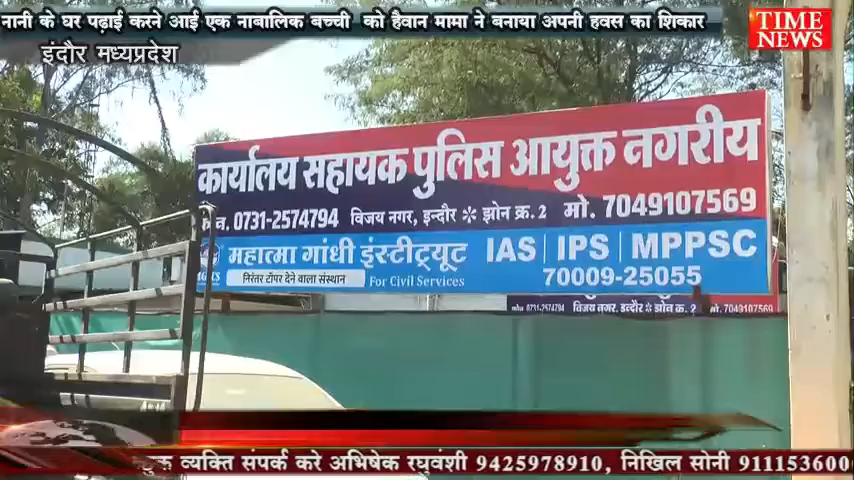 नानी के घर पढ़ाई करने आई एक नाबालिक बच्ची को हैवान मामा ने बनाया अपनी हवस का शिकार
TIME NEWS
इंदौर मध्यप्रदेश
कार्यालय सहायक पुलिस आयुक्त नगरीय
फोन. 0731-2574794 विजय नगर, इन्दौर * झोन क्र. 2 मो. 7049107569
महात्मा गांधी इंस्टीट्यूट IAS | IPS | MPPSC
निरंतर टॉपर देने वाला संस्थान For Civil Services 70009-25055
फोन. 0731-2574794 विजय नगर, इन्दौर * झोन क्र. 2 मो. 7049107569
व्यक्ति संपर्क करे अभिषेक रघुवंशी 9425978910, निखिल सोनी 911153600